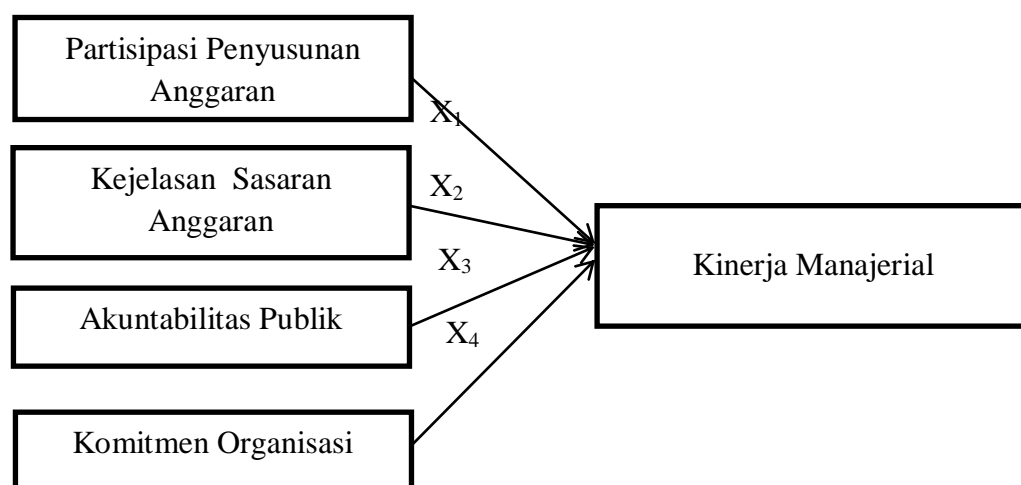 Partisipasi Penyusunan
Anggaran
X₁
Kejelasan Sasaran
Anggaran
X₂
X₃
Akuntabilitas Publik
X₄
Komitmen Organisasi
Kinerja Manajerial